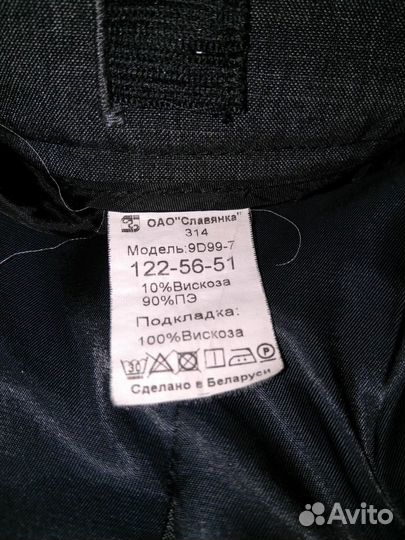 ОАО"Славянка"
314
Модель:9D99-7
122-56-51
10%Вискоза
90%ПЭ
Подкладка:
100%Вискоза
30 P
Сделано в Беларуси
Avito